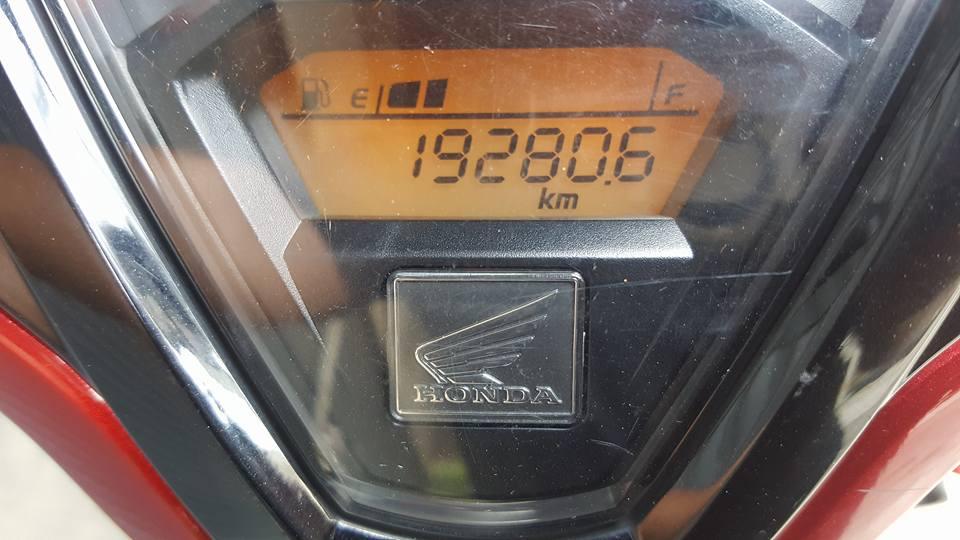 E F
19280.6
km
HONDA